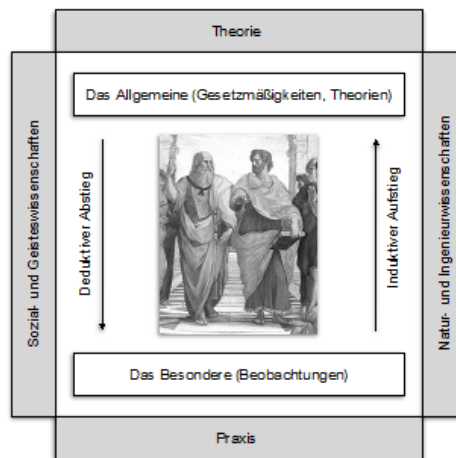 Theorie
Das Allgemeine (Gesetzmäßigkeiten, Theorien)
Sozial- und Geisteswissenschaften
Deduktiver Abstieg
Induktiver Aufstieg
Natur- und Ingenieurwissenschaften
Das Besondere (Beobachtungen)
Praxis